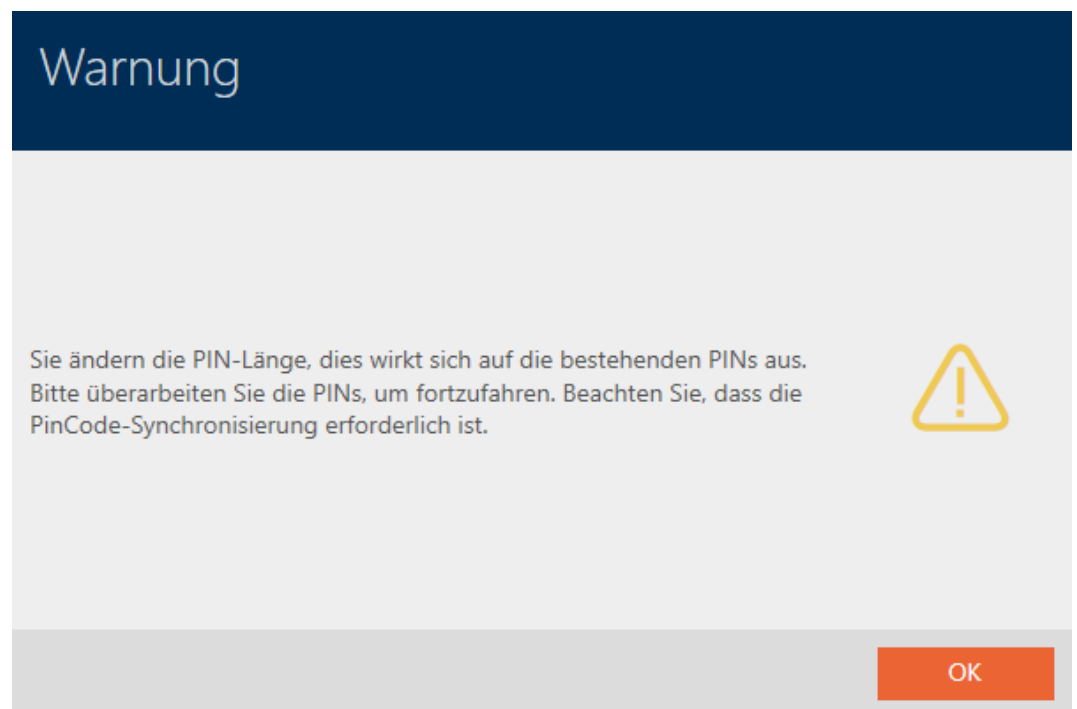 Warnung
Sie ändern die PIN-Länge, dies wirkt sich auf die bestehenden PINs aus.
Bitte überarbeiten Sie die PINs, um fortzufahren. Beachten Sie, dass die
PinCode-Synchronisierung erforderlich ist.
OK